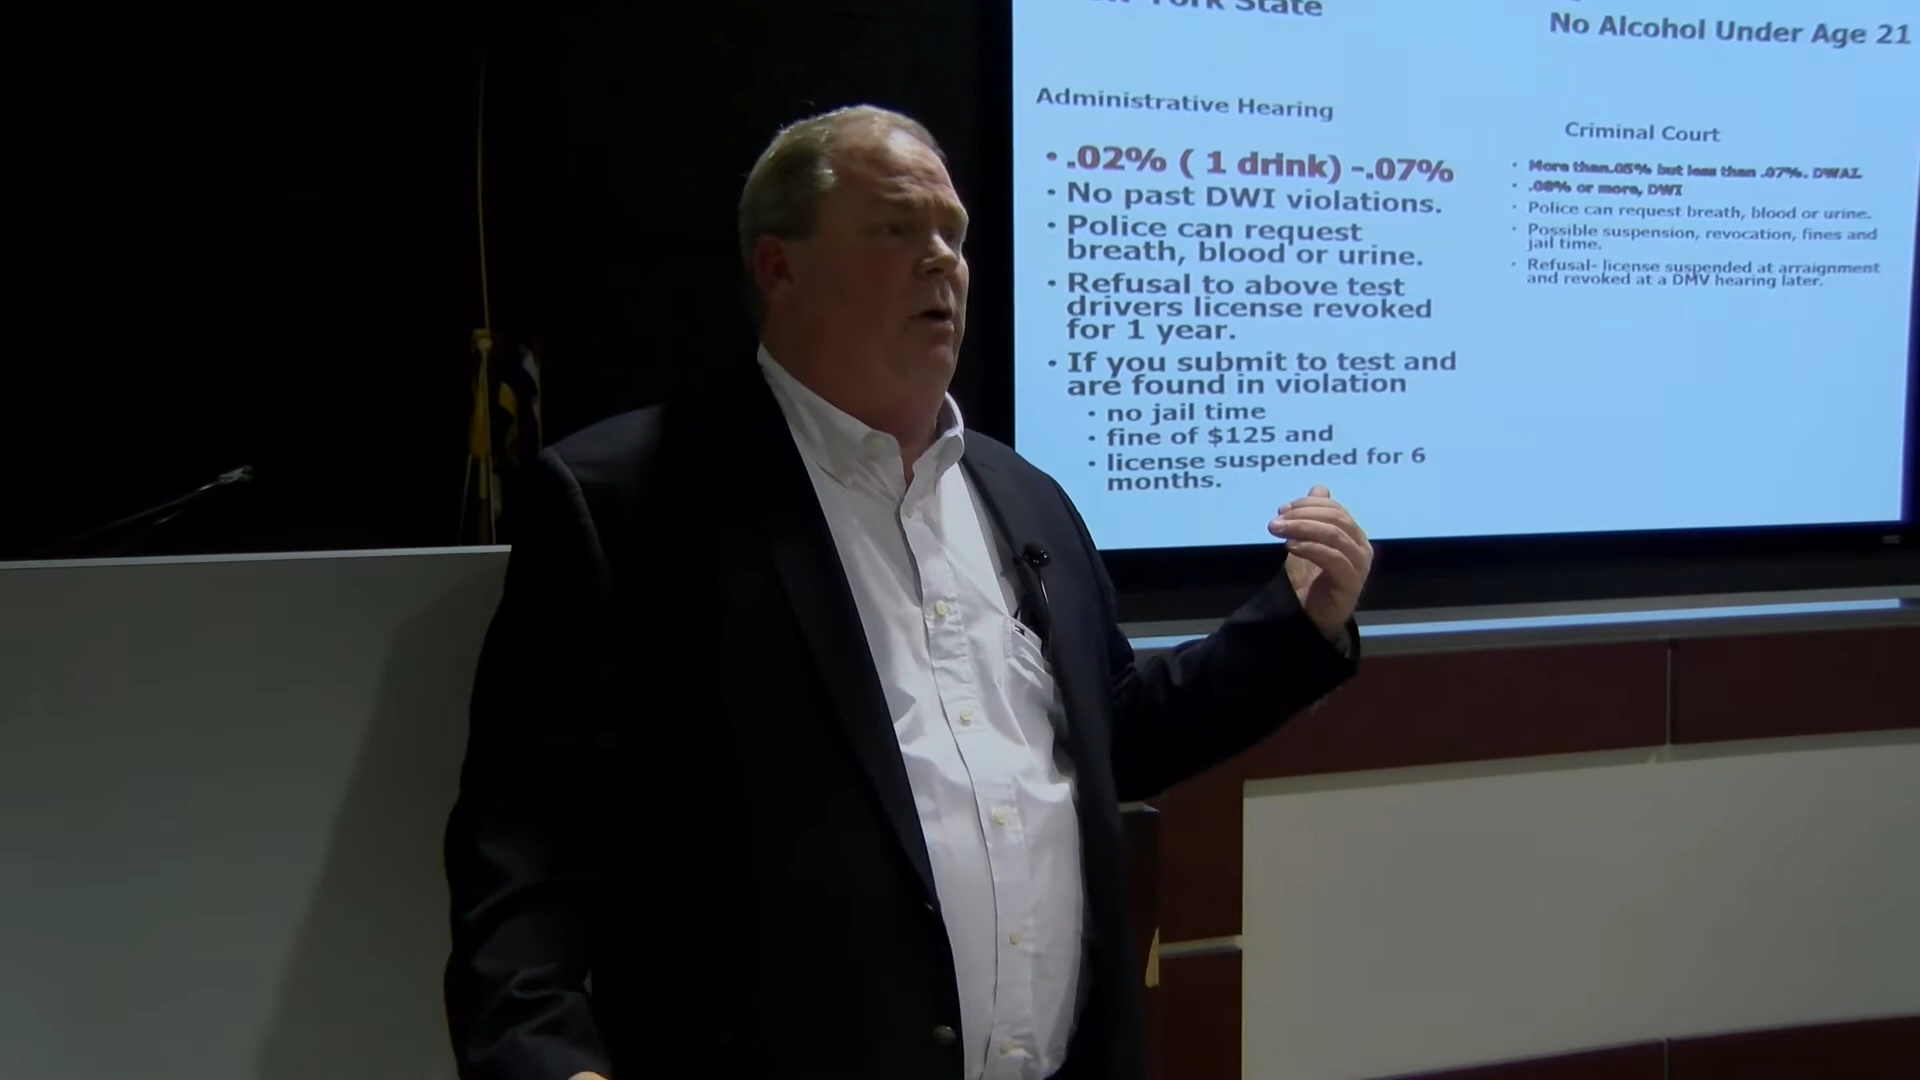 York State
Administrative Hearing
• .02% ( 1 drink) -.07%
• No past DWI violations.
• Police can request
breath, blood or urine.
• Refusal to above test
drivers license revoked
for 1 year.
• If you submit to test and
are found in violation
• no jail time
• fine of $125 and
• license suspended for 6
months.
No Alcohol Under Age 21
Criminal Court
• More than.05% but less than .07%. DWAI
• .08% or more, DWI
• Police can request breath, blood or urine.
• Possible suspension, revocation, fines and
jail time.
• Refusal- license suspended at arraignment
and revoked at a DMV hearing later.